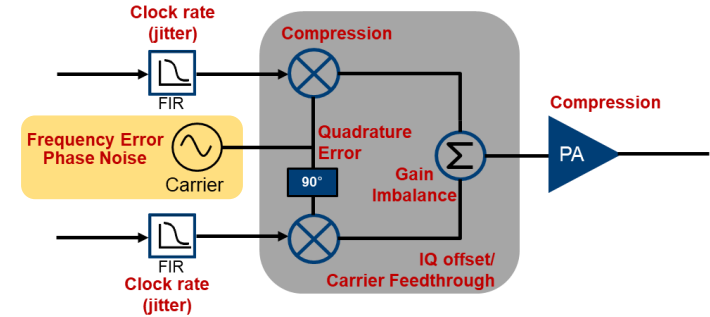 Clock rate
(jitter)
FIR
Compression
Compression
Frequency Error
Phase Noise
Carrier
Quadrature
Error
90°
Σ
Gain
Imbalance
PA
FIR
Clock rate
(jitter)
IQ offset/
Carrier Feedthrough